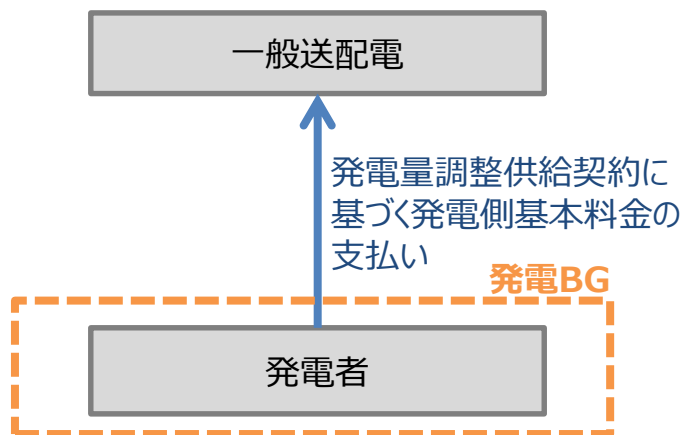 一般送配電
発電量調整供給契約に
基づく発電側基本料金の
支払い
発電BG
発電者